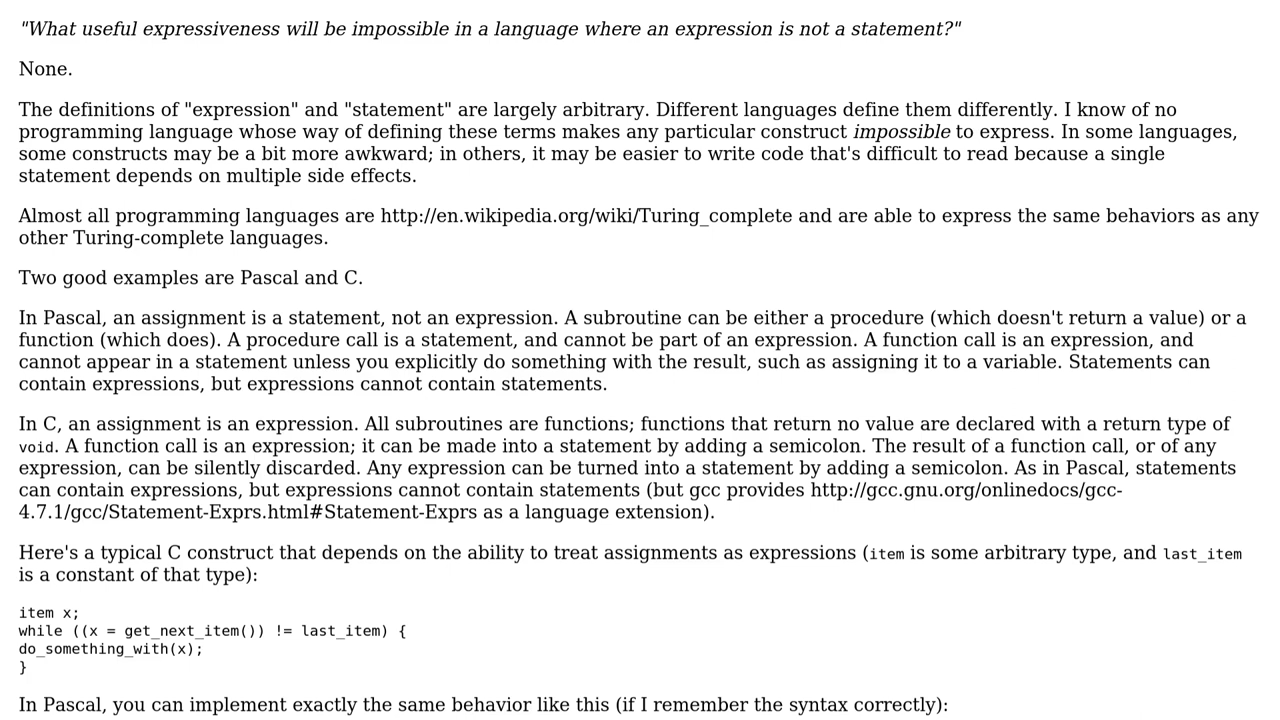 "What useful expressiveness will be impossible in a language where an expression is not a statement?"
None.
The definitions of "expression" and "statement" are largely arbitrary. Different languages define them differently. I know of no
programming language whose way of defining these terms makes any particular construct impossible to express. In some languages,
some constructs may be a bit more awkward; in others, it may be easier to write code that's difficult to read because a single
statement depends on multiple side effects.
Almost all programming languages are http://en.wikipedia.org/wiki/Turing_complete and are able to express the same behaviors as any
other Turing-complete languages.
Two good examples are Pascal and C.
In Pascal, an assignment is a statement, not an expression. A subroutine can be either a procedure (which doesn't return a value) or a
function (which does). A procedure call is a statement, and cannot be part of an expression. A function call is an expression, and
cannot appear in a statement unless you explicitly do something with the result, such as assigning it to a variable. Statements can
contain expressions, but expressions cannot contain statements.
In C, an assignment is an expression. All subroutines are functions; functions that return no value are declared with a return type of
void. A function call is an expression; it can be made into a statement by adding a semicolon. The result of a function call, or of any
expression, can be silently discarded. Any expression can be turned into a statement by adding a semicolon. As in Pascal, statements
can contain expressions, but expressions cannot contain statements (but gcc provides http://gcc.gnu.org/onlinedocs/gcc-
4.7.1/gcc/Statement-Exprs.html#Statement-Exprs as a language extension).
Here's a typical C construct that depends on the ability to treat assignments as expressions (item is some arbitrary type, and last_item
is a constant of that type):
item x;
while ((x = get_next_item()) != last_item) {
do_something_with(x);
}
In Pascal, you can implement exactly the same behavior like this (if I remember the syntax correctly):